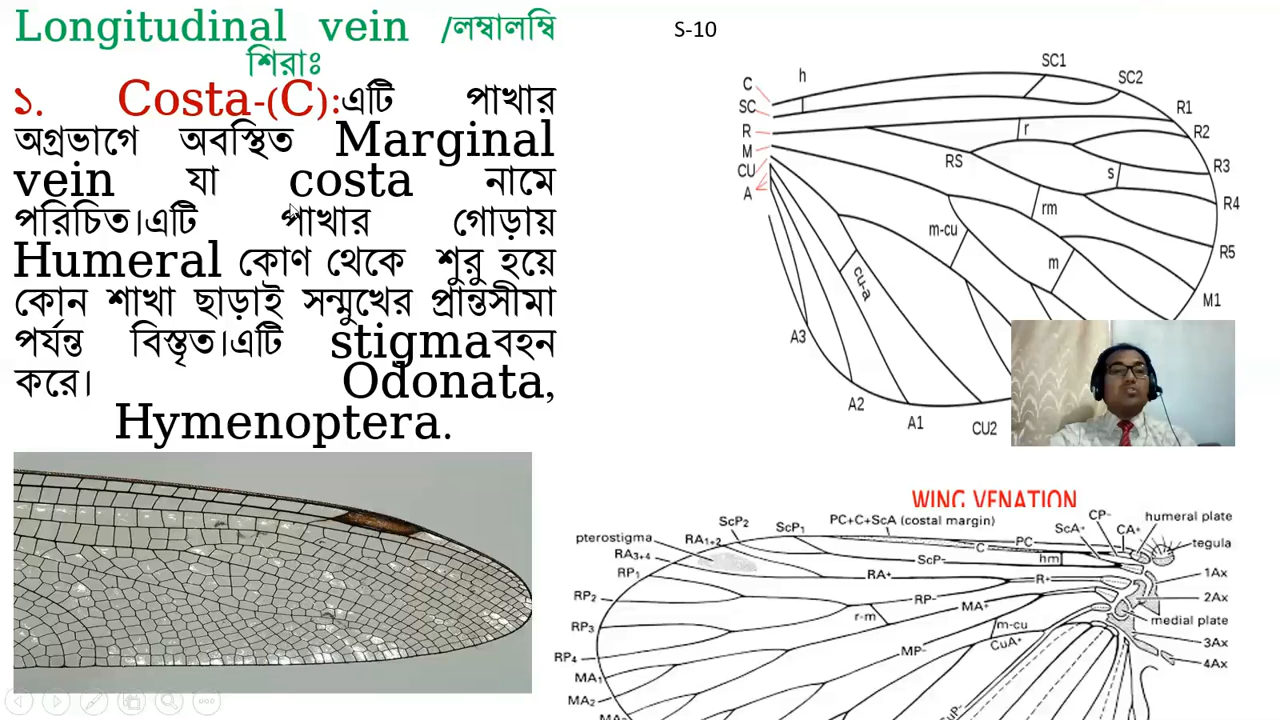 Longitudinal vein /লম্বালম্বি
শিরাঃ
১. Costa-(C):এটি পাখার
অগ্রভাগে অবস্থিত Marginal
vein যা costa নামে
পরিচিত।এটি পাখার গোড়ায়
Humeral কোণ থেকে শুরু হয়ে
কোন শাখা ছাড়াই সন্মুখের প্রান্তসীমা
পর্যন্ত বিস্তৃত।এটি stigmaবহন
করে। Odonata,
Hymenoptera.
S-10
SC1
SC2
h
C
SC
R
M
CU
A
R1
R2
R3
R4
R5
M1
r
RS
s
rm
m-cu
m
cu-a
A3
A2
A1
CU2
WING VENATION
pterostigma
ScP2
ScP1
PC+C+ScA (costal margin)
CP-
humeral plate
ScA+
CA+
tegula
RA1+2
RA3+4
PC
C
hm
ScP-
RP1
RA+
R+
1Ax
RP2
RP-
MA+
2Ax
r-m
m-cu
medial plate
RP3
CuA+
MP-
3Ax
RP4
4Ax
MA1
MA2